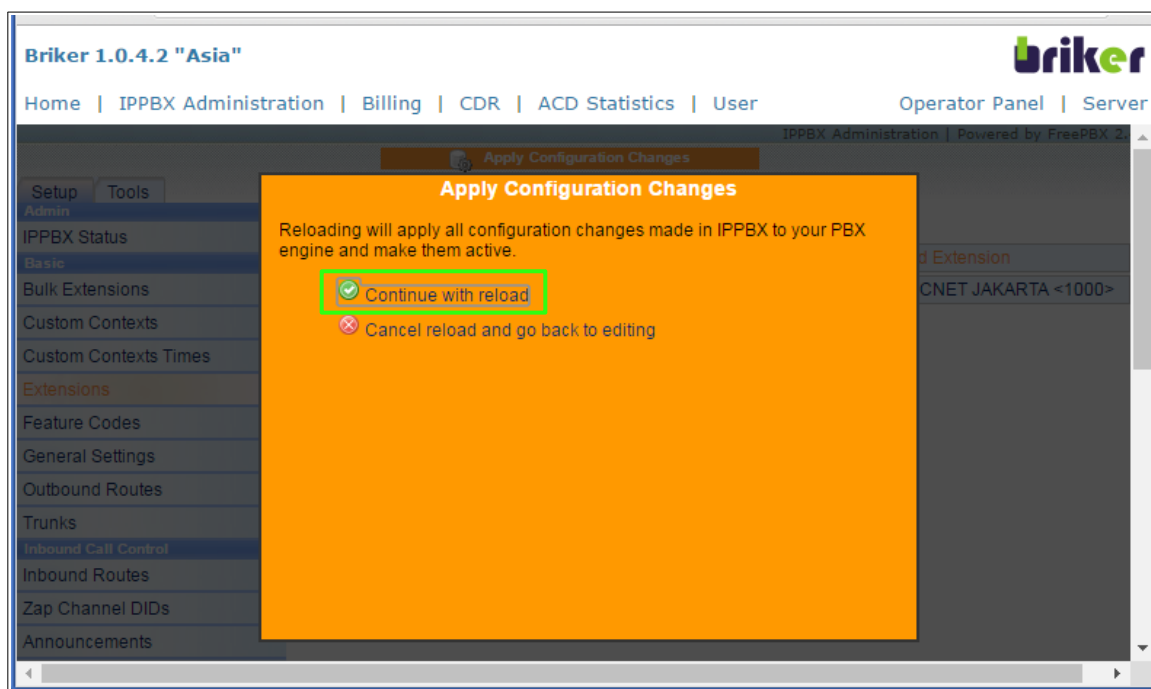 Briker 1.0.4.2 "Asia"
briker
Home | IPPBX Administration | Billing | CDR | ACD Statistics | User Operator Panel | Server
IPPBX Administration | Powered by FreePBX 2.
Apply Configuration Changes
Setup Tools
Apply Configuration Changes
Admin
IPPBX Status
Reloading will apply all configuration changes made in IPPBX to your PBX
engine and make them active.
Basic
d Extension
Bulk Extensions
Continue with reload
CNET JAKARTA <1000>
Custom Contexts
Cancel reload and go back to editing
Custom Contexts Times
Extensions
Feature Codes
General Settings
Outbound Routes
Trunks
Inbound Call Control
Inbound Routes
Zap Channel DIDs
Announcements